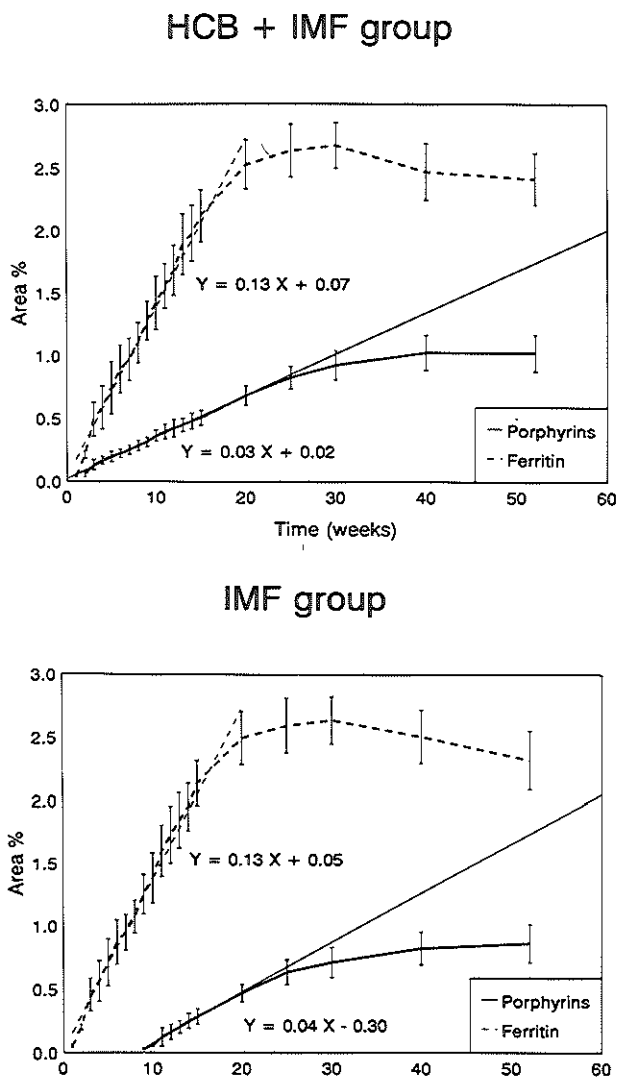 HCB + IMF group
3.0
2.5
2.0
1.5
1.0
0.5
0.0
Area %
Y = 0.13 X + 0.07
Y = 0.03 X + 0.02
Porphyrins
Ferritin
0 10 20 30 40 50 60
Time (weeks)
IMF group
3.0
2.5
2.0
1.5
1.0
0.5
0.0
Area %
Y = 0.13 X + 0.05
Y = 0.04 X - 0.30
Porphyrins
Ferritin
0 10 20 30 40 50 60